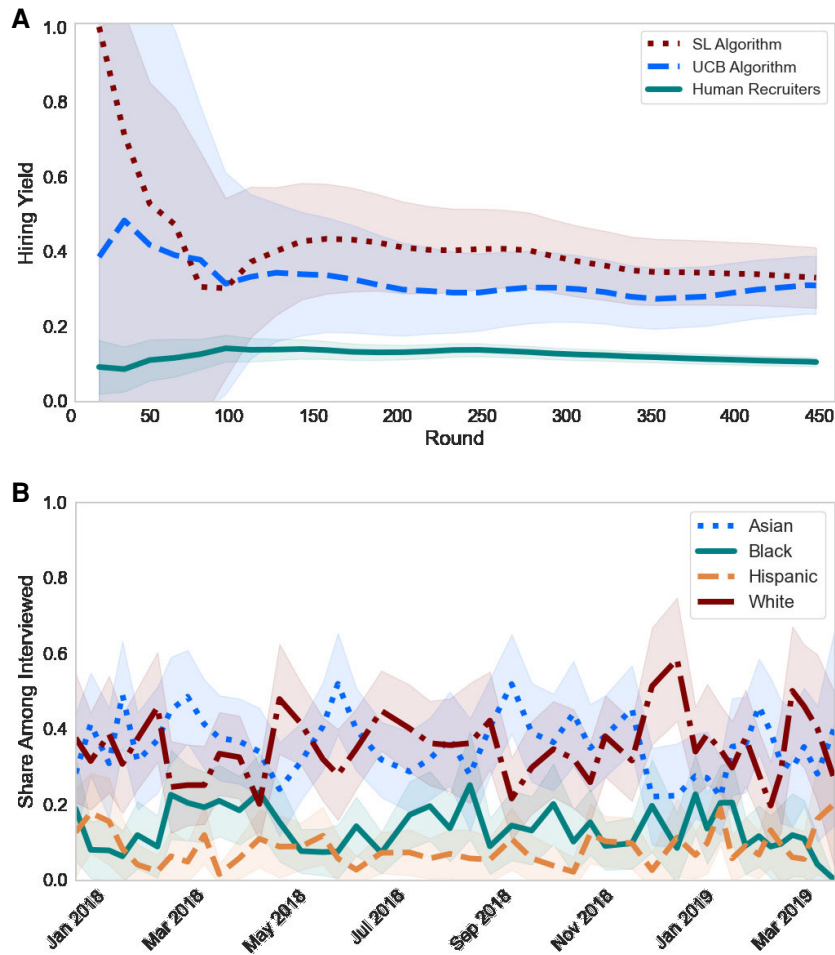 A
1.0
0.8
0.6
0.4
0.2
0.0
Hiring Yield
SL Algorithm
UCB Algorithm
Human Recruiters
0 50 100 150 200 250 300 350 400 450
Round
B
1.0
0.8
0.6
0.4
0.2
0.0
Share Among Interviewed
Asian
Black
Hispanic
White
Jan 2018 Mar 2018 May 2018 Jul 2018 Sep 2018 Nov 2018 Jan 2019 Mar 2019